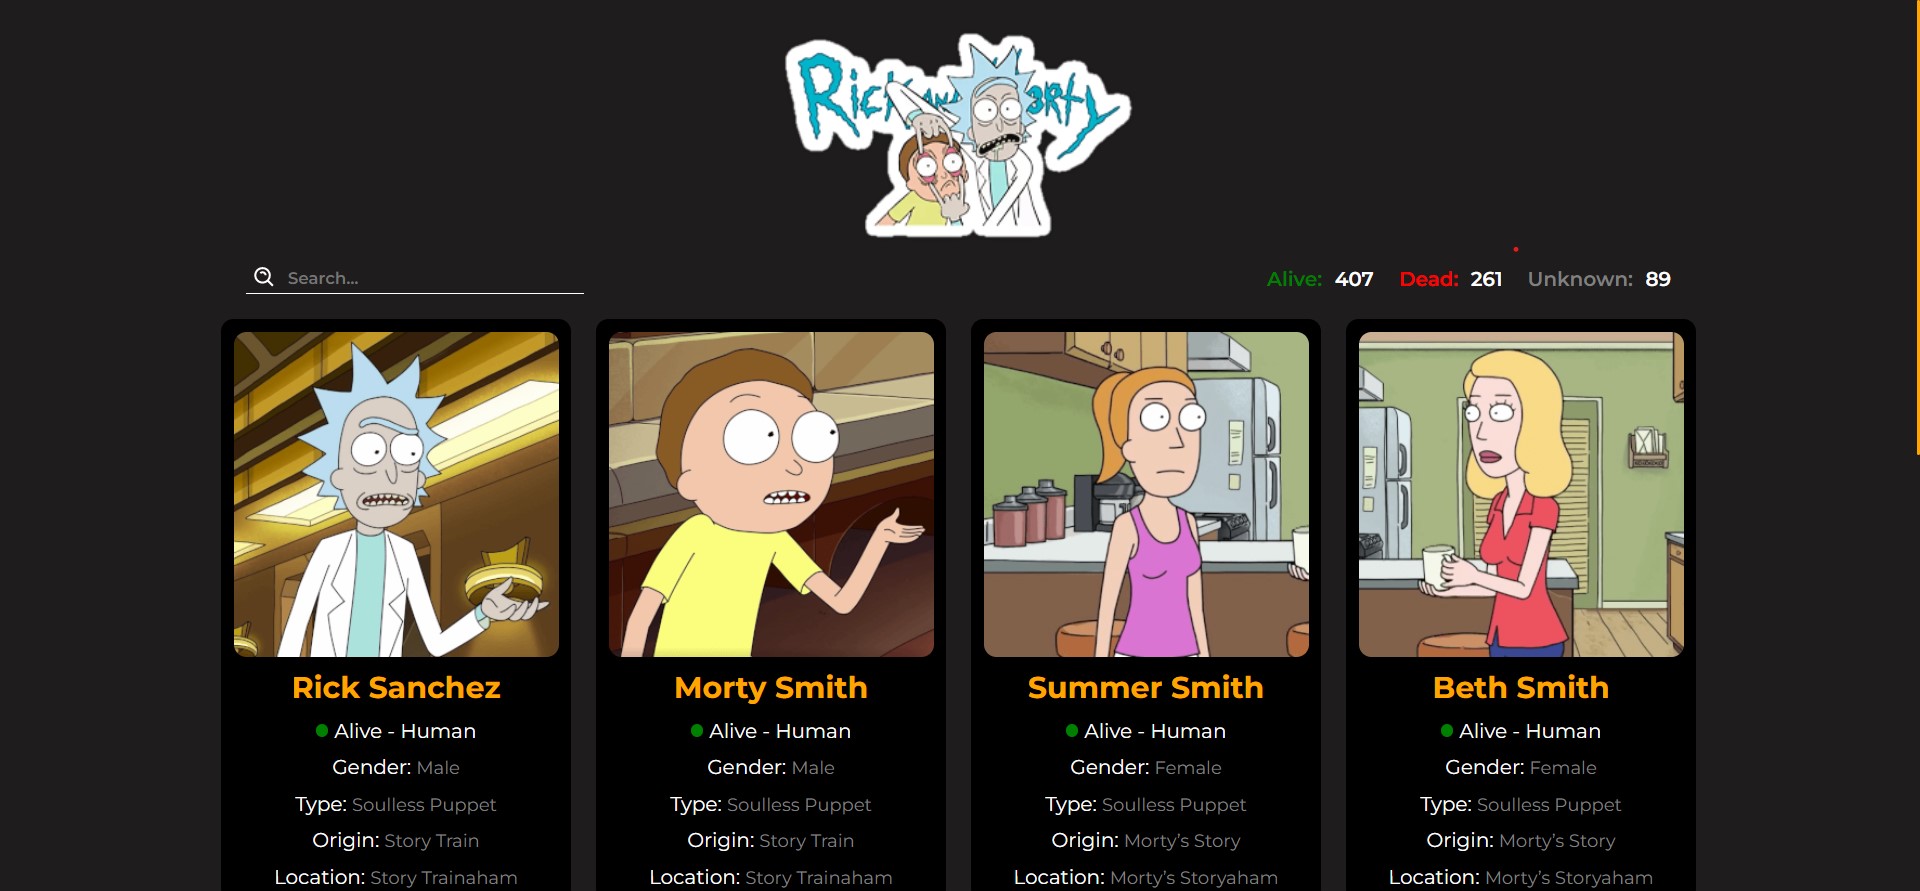 Rick and Morty
Search...
Alive: 407 Dead: 261 Unknown: 89
Rick Sanchez
Alive - Human
Gender: Male
Type: Soulless Puppet
Origin: Story Train
Location: Story Trainaham
Morty Smith
Alive - Human
Gender: Male
Type: Soulless Puppet
Origin: Story Train
Location: Story Trainaham
Summer Smith
Alive - Human
Gender: Female
Type: Soulless Puppet
Origin: Morty’s Story
Location: Morty’s Storyaham
Beth Smith
Alive - Human
Gender: Female
Type: Soulless Puppet
Origin: Morty’s Story
Location: Morty’s Storyaham